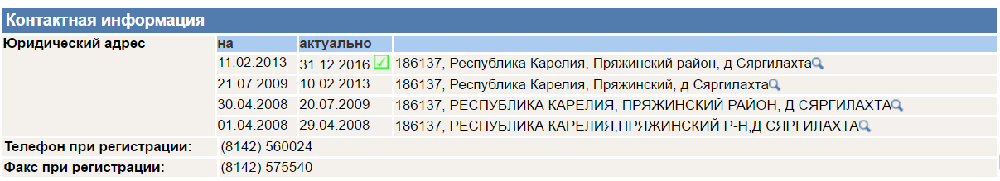 Контактная информация
Юридический адрес на актуально
11.02.2013 31.12.2016 186137, Республика Карелия, Пряжинский район, д Сяргилахта
21.07.2009 10.02.2013 186137, Республика Карелия, Пряжинский, д Сяргилахта
30.04.2008 20.07.2009 186137, РЕСПУБЛИКА КАРЕЛИЯ, ПРЯЖИНСКИЙ РАЙОН, Д СЯРГИЛАХТА
01.04.2008 29.04.2008 186137, РЕСПУБЛИКА КАРЕЛИЯ,ПРЯЖИНСКИЙ Р-Н,Д СЯРГИЛАХТА
Телефон при регистрации: (8142) 560024
Факс при регистрации: (8142) 575540